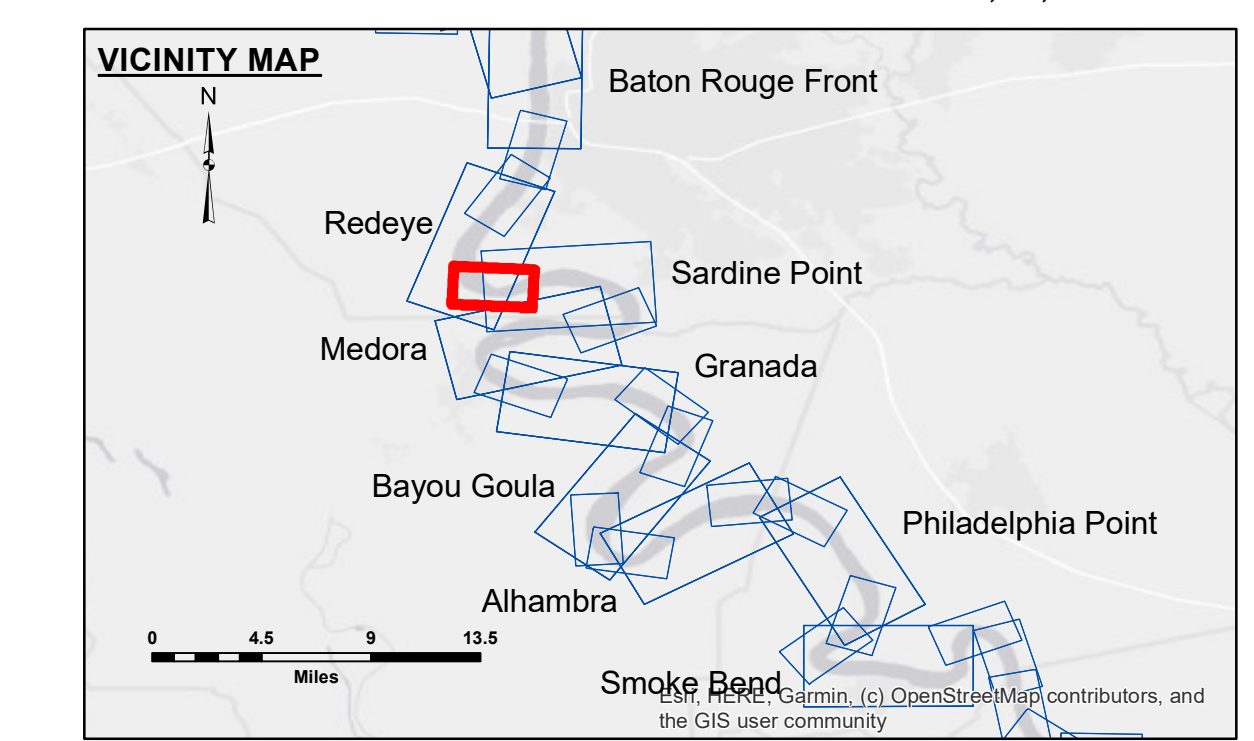 VICINITY MAP
N
Baton Rouge Front
Redeye
Sardine Point
Medora
Granada
Bayou Goula
Philadelphia Point
Alhambra
0 4.5 9 13.5
Miles
Smoke Bend
Esri, HERE, Garmin, (c) OpenStreetMap contributors, and
the GIS user community